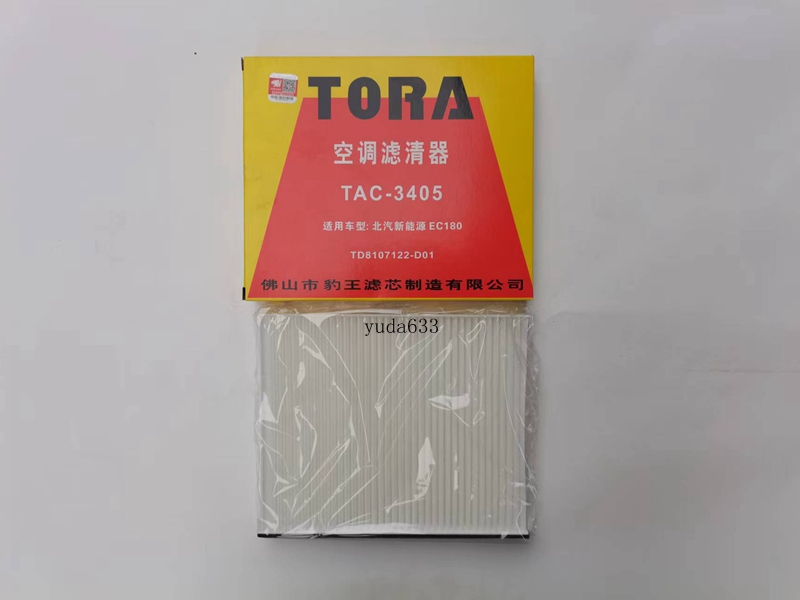 TORA
空调滤清器
TAC-3405
适用车型: 北汽新能源 EC180
TD8107122-D01
佛山市豹王滤芯制造有限公司
yuda633